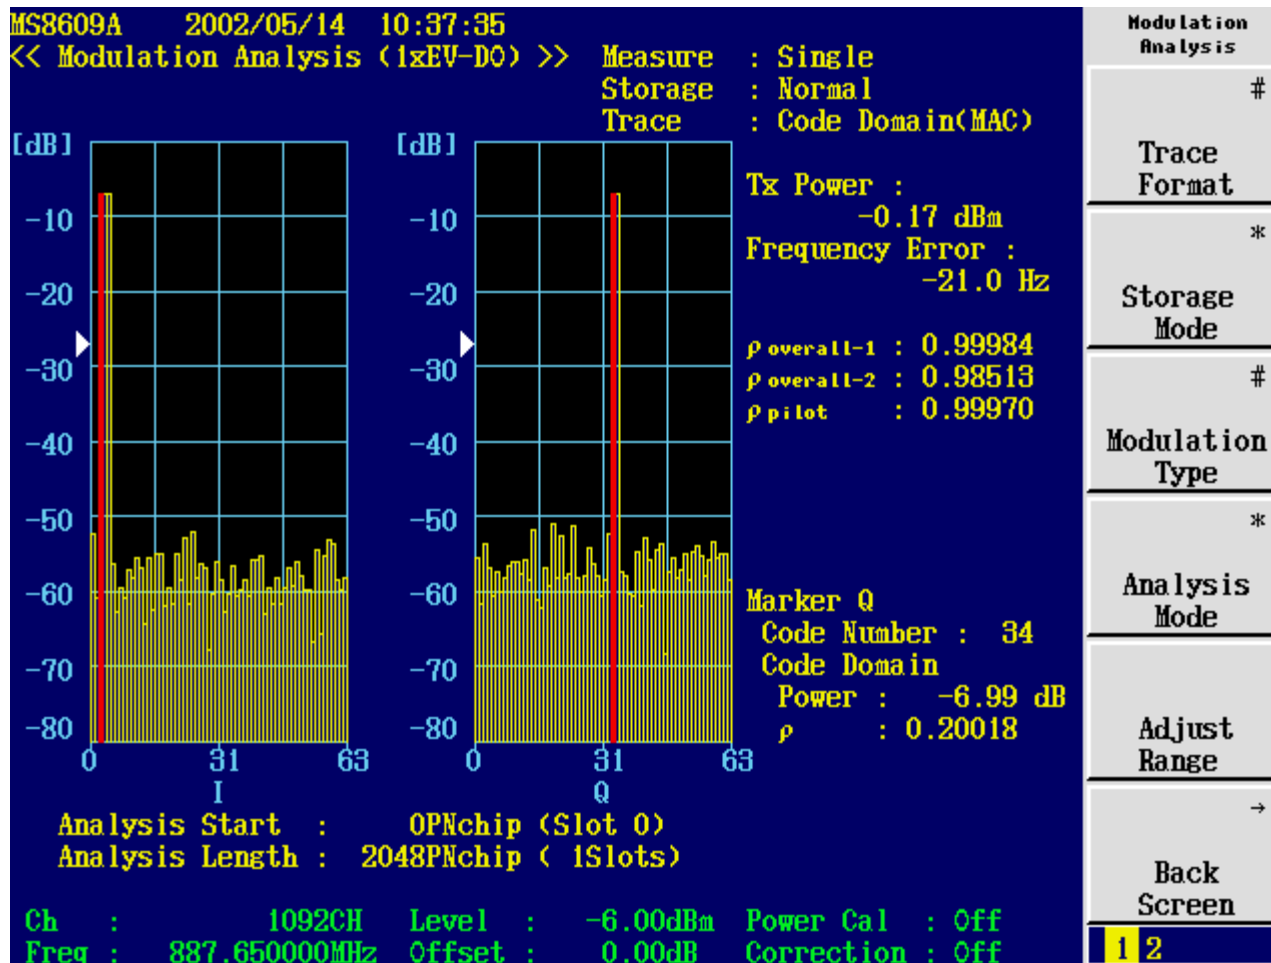 MS8609A 2002/05/14 10:37:35
<< Modulation Analysis (1xEV-DO) >>
Measure : Single
Storage : Normal
Trace : Code Domain(MAC)
[dB]
-10
-20
-30
-40
-50
-60
-70
-80
0 31 63
I
[dB]
-10
-20
-30
-40
-50
-60
-70
-80
0 31 63
Q
Tx Power :
-0.17 dBm
Frequency Error :
-21.0 Hz
ρ overall-1 : 0.99984
ρ overall-2 : 0.98513
ρ pilot : 0.99970
Marker Q
Code Number : 34
Code Domain
Power : -6.99 dB
ρ : 0.20018
Analysis Start : 0PNchip (Slot 0)
Analysis Length : 2048PNchip ( 1Slots)
Ch : 1092CH Level : -6.00dBm Power Cal : Off
Freq : 887.650000MHz Offset : 0.00dB Correction : Off
Modulation
Analysis
#
Trace
Format
*
Storage
Mode
#
Modulation
Type
*
Analysis
Mode
Adjust
Range
→
Back
Screen
1 2